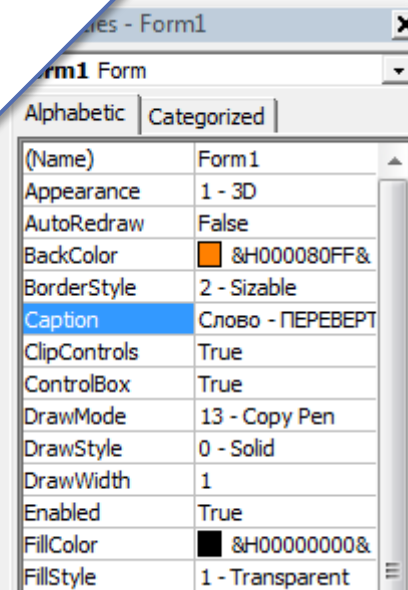 - Form1
Form
Alphabetic Categorized
(Name) Form1
Appearance 1 - 3D
AutoRedraw False
BackColor &H000080FF&
BorderStyle 2 - Sizable
Caption Слово - ПЕРЕВЕРТ
ClipControls True
ControlBox True
DrawMode 13 - Copy Pen
DrawStyle 0 - Solid
DrawWidth 1
Enabled True
FillColor &H00000000&
FillStyle 1 - Transparent